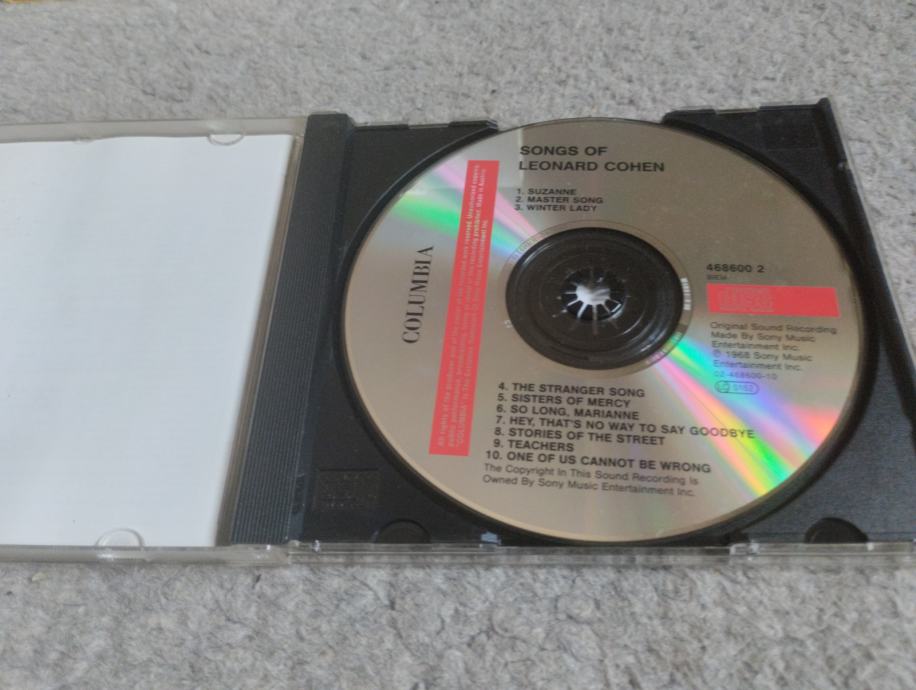 SONGS OF
LEONARD COHEN
1. SUZANNE
2. MASTER SONG
3. WINTER LADY
COLUMBIA
468600 2
Original Sound Recording
Made By Sony Music
Entertainment Inc.
℗ 1968 Sony Music
Entertainment Inc.
02-468600-10
4. THE STRANGER SONG
5. SISTERS OF MERCY
6. SO LONG, MARIANNE
7. HEY, THAT'S NO WAY TO SAY GOODBYE
8. STORIES OF THE STREET
9. TEACHERS
10. ONE OF US CANNOT BE WRONG
The Copyright In This Sound Recording Is
Owned By Sony Music Entertainment Inc.